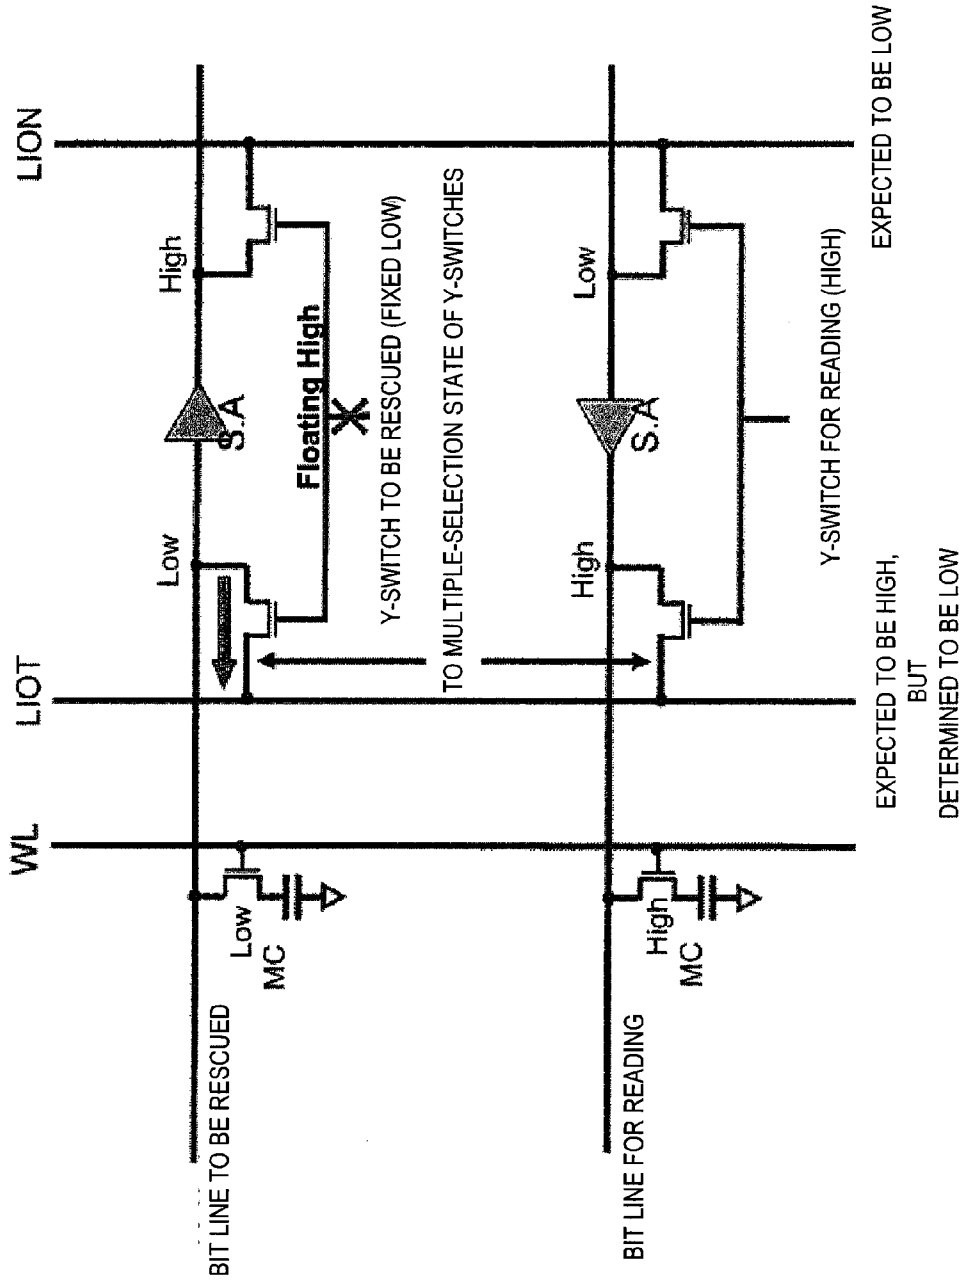 WL
LIOT
LION
BIT LINE TO BE RESCUED
Low
MC
Low
S.A
High
Floating High
Y-SWITCH TO BE RESCUED (FIXED LOW)
TO MULTIPLE-SELECTION STATE OF Y-SWITCHES
BIT LINE FOR READING
High
MC
High
S.A
Low
Y-SWITCH FOR READING (HIGH)
EXPECTED TO BE HIGH,
BUT
DETERMINED TO BE LOW
EXPECTED TO BE LOW